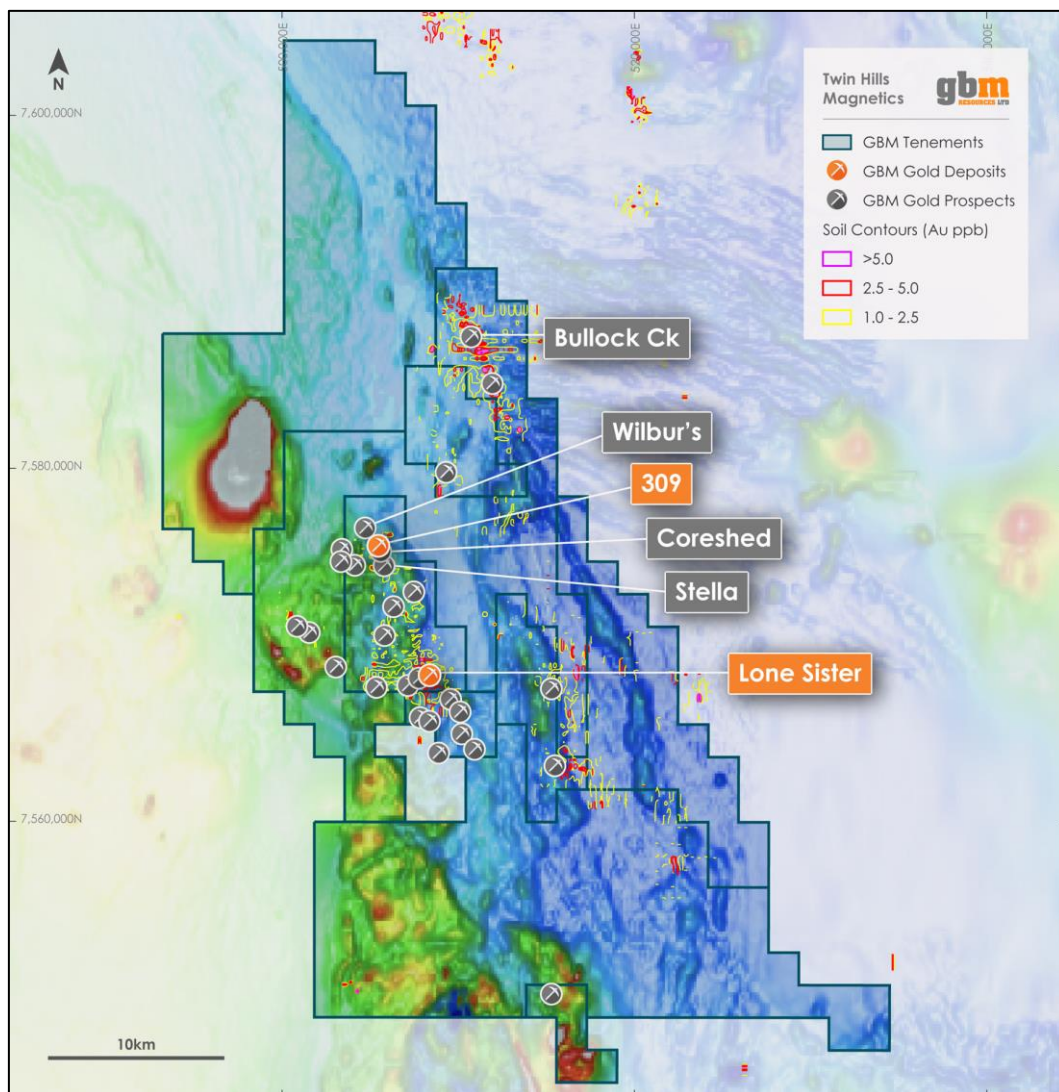 N
7,600,000N
7,580,000N
7,560,000N
Twin Hills
Magnetics
gbm
RESOURCES LTD
GBM Tenements
GBM Gold Deposits
GBM Gold Prospects
Soil Contours (Au ppb)
>5.0
2.5 - 5.0
1.0 - 2.5
Bullock Ck
Wilbur's
309
Coreshed
Stella
Lone Sister
10km